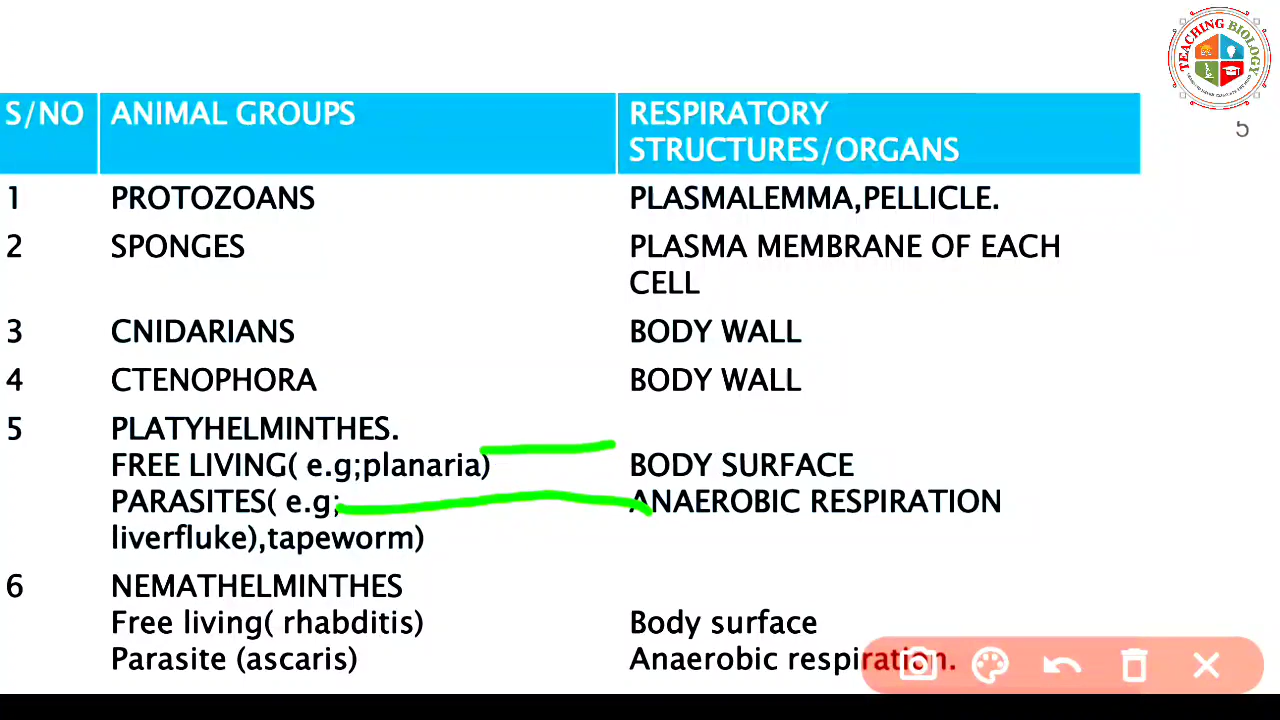 TEACHING BIOLOGY
5
S/NO ANIMAL GROUPS RESPIRATORY
STRUCTURES/ORGANS
1 PROTOZOANS PLASMALEMMA,PELLICLE.
2 SPONGES PLASMA MEMBRANE OF EACH
CELL
3 CNIDARIANS BODY WALL
4 CTENOPHORA BODY WALL
5 PLATYHELMINTHES.
FREE LIVING( e.g;planaria) BODY SURFACE
PARASITES( e.g; ANAEROBIC RESPIRATION
liverfluke),tapeworm)
6 NEMATHELMINTHES
Free living( rhabditis) Body surface
Parasite (ascaris) Anaerobic respiration.